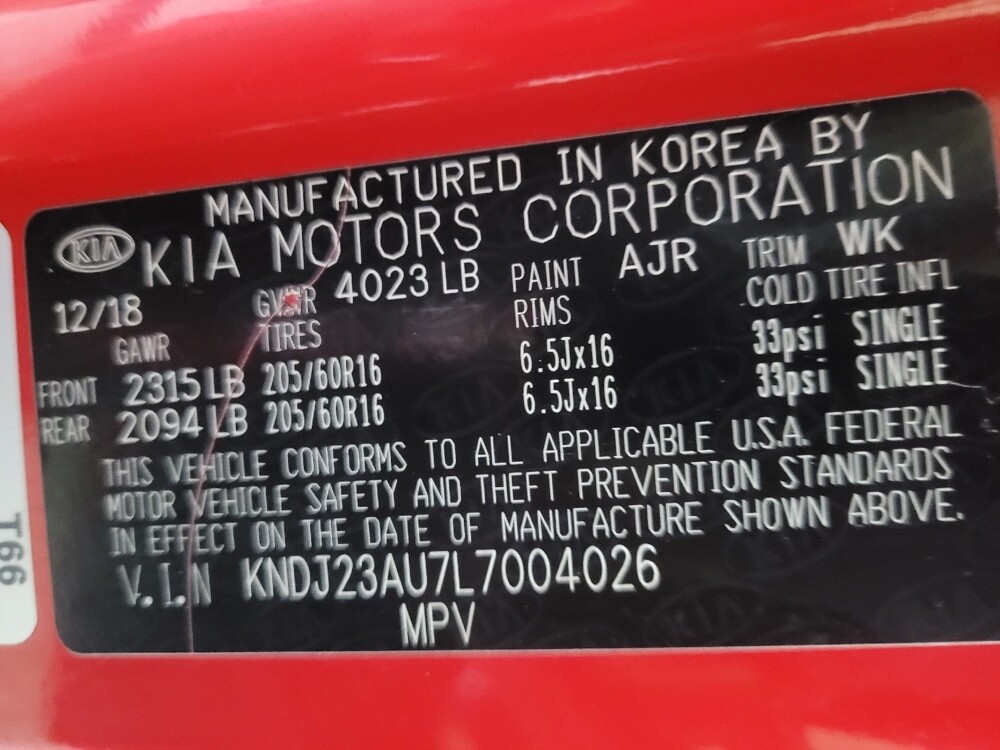 MANUFACTURED IN KOREA BY
KIA KIA MOTORS CORPORATION
12/18 GVWR 4023 LB PAINT AJR TRIM WK
GAWR TIRES RIMS COLD TIRE INFL
FRONT 2315 LB 205/60R16 6.5Jx16 33psi SINGLE
REAR 2094 LB 205/60R16 6.5Jx16 33psi SINGLE
THIS VEHICLE CONFORMS TO ALL APPLICABLE U.S.A. FEDERAL
MOTOR VEHICLE SAFETY AND THEFT PREVENTION STANDARDS
IN EFFECT ON THE DATE OF MANUFACTURE SHOWN ABOVE.
V.I.N KNDJ23AU7L7004026
MPV
T66